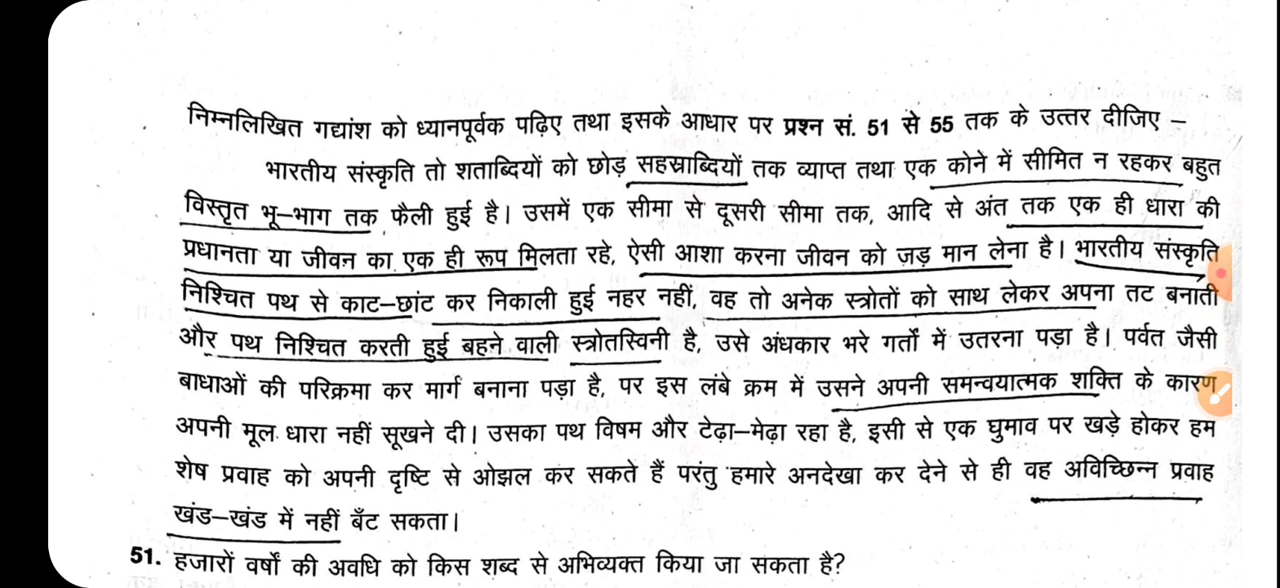 निम्नलिखित गद्यांश को ध्यानपूर्वक पढ़िए तथा इसके आधार पर प्रश्न सं. 51 से 55 तक के उत्तर दीजिए –
भारतीय संस्कृति तो शताब्दियों को छोड़ सहस्राब्दियों तक व्याप्त तथा एक कोने में सीमित न रहकर बहुत
विस्तृत भू–भाग तक फैली हुई है। उसमें एक सीमा से दूसरी सीमा तक, आदि से अंत तक एक ही धारा की
प्रधानता या जीवन का एक ही रूप मिलता रहे, ऐसी आशा करना जीवन को जड़ मान लेना है। भारतीय संस्कृति
निश्चित पथ से काट–छांट कर निकाली हुई नहर नहीं, वह तो अनेक स्त्रोतों को साथ लेकर अपना तट बनाती
और पथ निश्चित करती हुई बहने वाली स्त्रोतस्विनी है, उसे अंधकार भरे गर्तों में उतरना पड़ा है। पर्वत जैसी
बाधाओं की परिक्रमा कर मार्ग बनाना पड़ा है, पर इस लंबे क्रम में उसने अपनी समन्वयात्मक शक्ति के कारण
अपनी मूल धारा नहीं सूखने दी। उसका पथ विषम और टेढ़ा–मेढ़ा रहा है, इसी से एक घुमाव पर खड़े होकर हम
शेष प्रवाह को अपनी दृष्टि से ओझल कर सकते हैं परंतु हमारे अनदेखा कर देने से ही वह अविच्छिन्न प्रवाह
खंड–खंड में नहीं बँट सकता।
51. हजारों वर्षों की अवधि को किस शब्द से अभिव्यक्त किया जा सकता है?